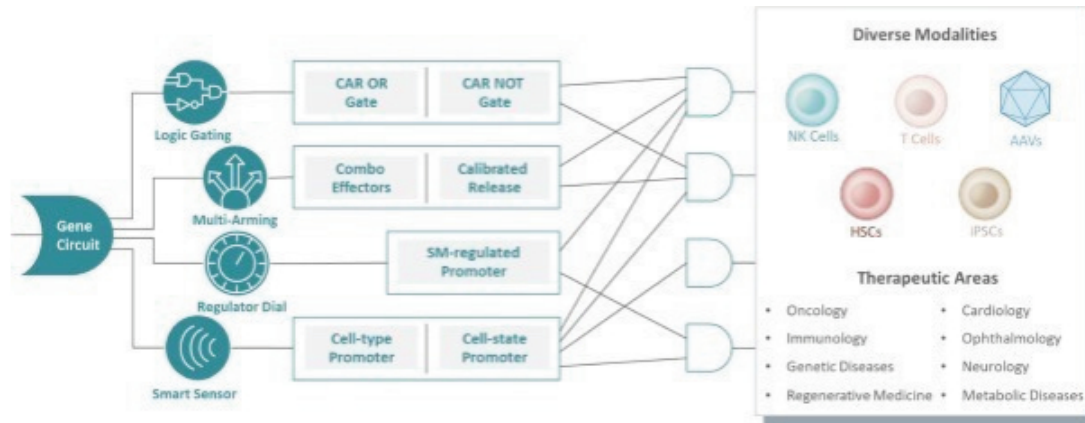 Gene
Circuit
Logic Gating
CAR OR
Gate
CAR NOT
Gate
Multi-Arming
Combo
Effectors
Calibrated
Release
Regulator Dial
SM-regulated
Promoter
Smart Sensor
Cell-type
Promoter
Cell-state
Promoter
Diverse Modalities
NK Cells
T Cells
AAVs
HSCs
iPSCs
Therapeutic Areas
• Oncology
• Immunology
• Genetic Diseases
• Regenerative Medicine
• Cardiology
• Ophthalmology
• Neurology
• Metabolic Diseases